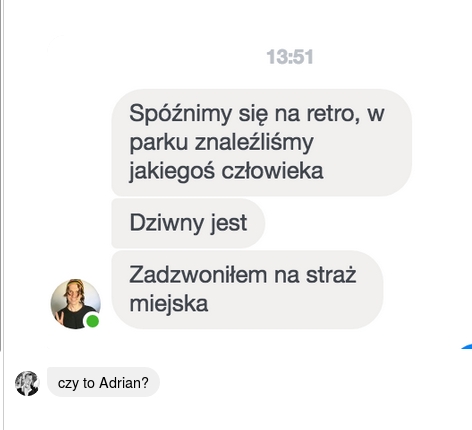 13:51
Spóźnimy się na retro, w
parku znaleźliśmy
jakiegoś człowieka
Dziwny jest
Zadzwoniłem na straż
miejska
czy to Adrian?